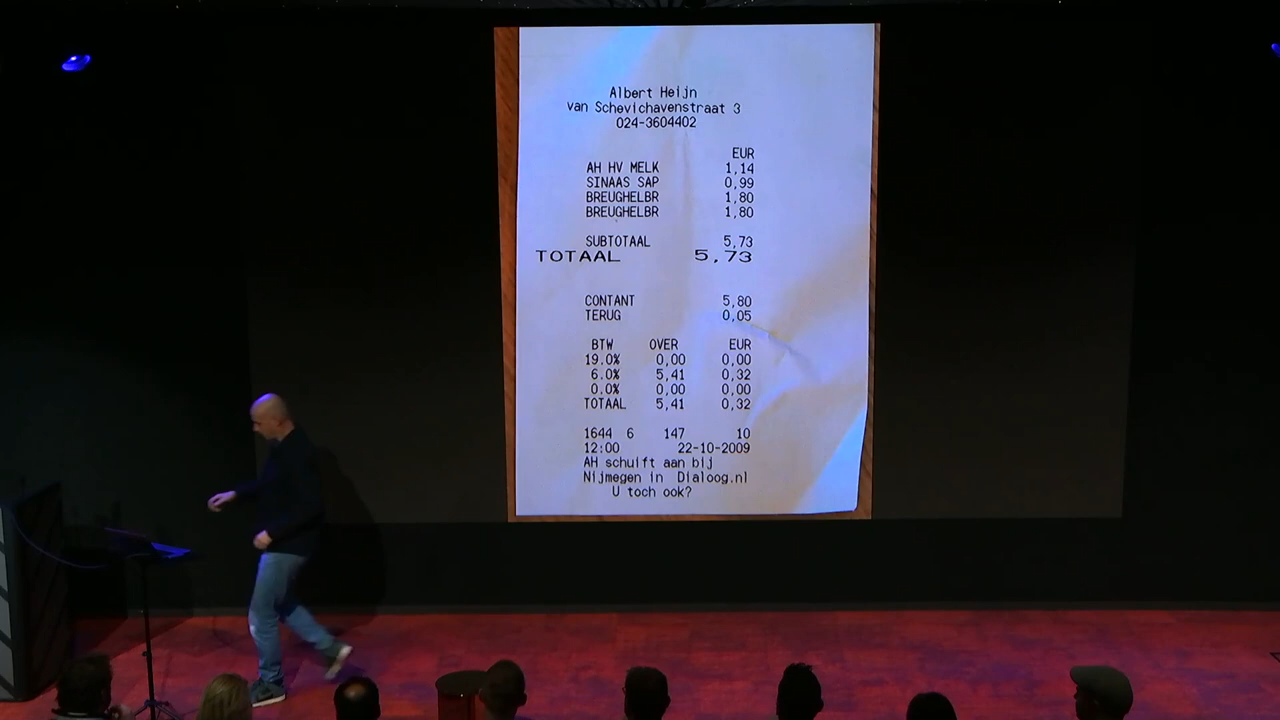 Albert Heijn
van Schevichavenstraat 3
024-3604402
EUR
AH HV MELK 1,14
SINAAS SAP 0,99
BREUGHELBR 1,80
BREUGHELBR 1,80
SUBTOTAAL 5,73
TOTAAL 5,73
CONTANT 5,80
TERUG 0,05
BTW OVER EUR
19.0% 0,00 0,00
6.0% 5,41 0,32
0.0% 0,00 0,00
TOTAAL 5,41 0,32
1644 6 147 10
12:00 22-10-2009
AH schuift aan bij
Nijmegen in Dialoog.nl
U toch ook?